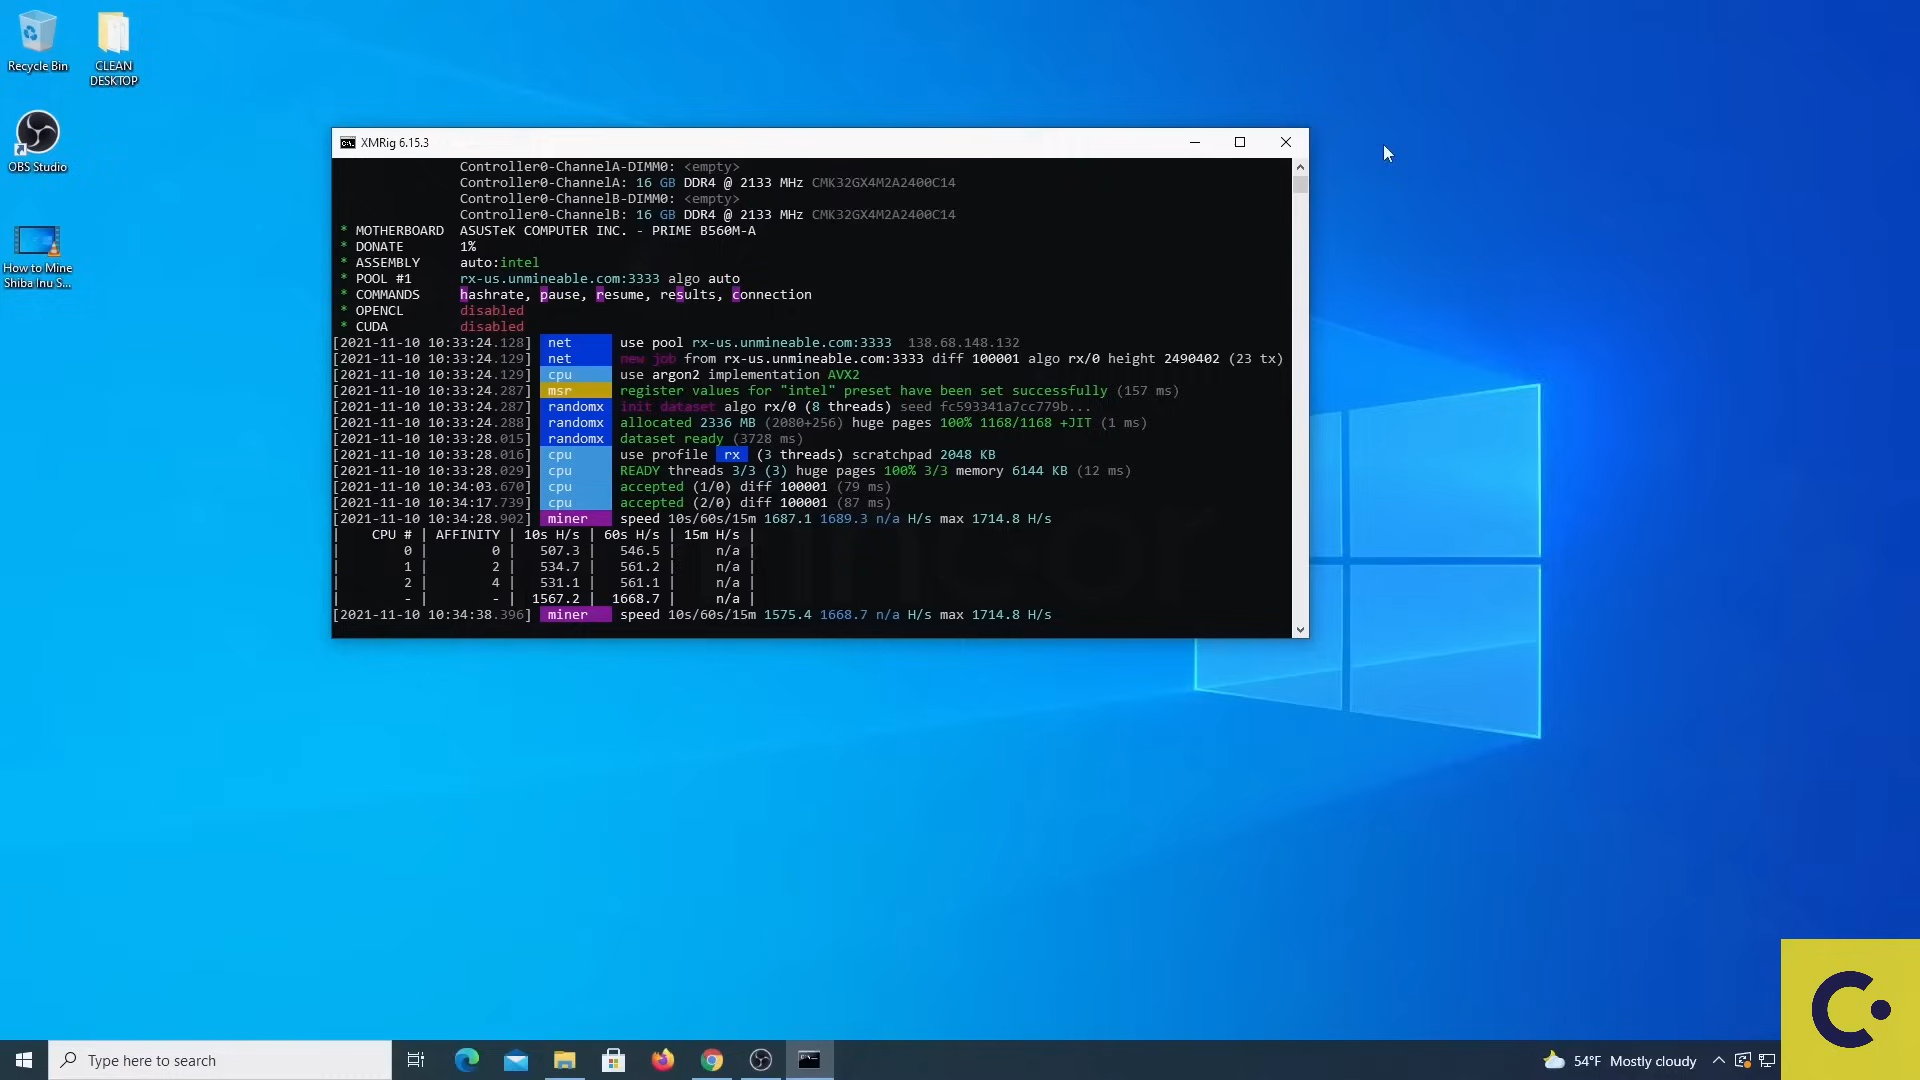 Recycle Bin
CLEAN
DESKTOP
OBS Studio
How to Mine
Shiba Inu S...
XMRig 6.15.3
Controller0-ChannelA-DIMM0: <empty>
Controller0-ChannelA: 16 GB DDR4 @ 2133 MHz CMK32GX4M2A2400C14
Controller0-ChannelB-DIMM0: <empty>
Controller0-ChannelB: 16 GB DDR4 @ 2133 MHz CMK32GX4M2A2400C14
* MOTHERBOARD ASUSTeK COMPUTER INC. - PRIME B560M-A
* DONATE 1%
* ASSEMBLY auto:intel
* POOL #1 rx-us.unmineable.com:3333 algo auto
* COMMANDS hashrate, pause, resume, results, connection
* OPENCL disabled
* CUDA disabled
[2021-11-10 10:33:24.128] net use pool rx-us.unmineable.com:3333 138.68.148.132
[2021-11-10 10:33:24.129] net new job from rx-us.unmineable.com:3333 diff 100001 algo rx/0 height 2490402 (23 tx)
[2021-11-10 10:33:24.129] cpu use argon2 implementation AVX2
[2021-11-10 10:33:24.287] msr register values for "intel" preset have been set successfully (157 ms)
[2021-11-10 10:33:24.287] randomx init dataset algo rx/0 (8 threads) seed fc593341a7cc779b...
[2021-11-10 10:33:24.288] randomx allocated 2336 MB (2080+256) huge pages 100% 1168/1168 +JIT (1 ms)
[2021-11-10 10:33:28.015] randomx dataset ready (3728 ms)
[2021-11-10 10:33:28.016] cpu use profile rx (3 threads) scratchpad 2048 KB
[2021-11-10 10:33:28.029] cpu READY threads 3/3 (3) huge pages 100% 3/3 memory 6144 KB (12 ms)
[2021-11-10 10:34:03.670] cpu accepted (1/0) diff 100001 (79 ms)
[2021-11-10 10:34:17.739] cpu accepted (2/0) diff 100001 (87 ms)
[2021-11-10 10:34:28.902] miner speed 10s/60s/15m 1687.1 1689.3 n/a H/s max 1714.8 H/s
| CPU # | AFFINITY | 10s H/s | 60s H/s | 15m H/s |
| 0 | 0 | 507.3 | 546.5 | n/a |
| 1 | 2 | 534.7 | 561.2 | n/a |
| 2 | 4 | 531.1 | 561.1 | n/a |
| - | - | 1567.2 | 1668.7 | n/a |
[2021-11-10 10:34:38.396] miner speed 10s/60s/15m 1575.4 1668.7 n/a H/s max 1714.8 H/s
Type here to search
54°F Mostly cloudy